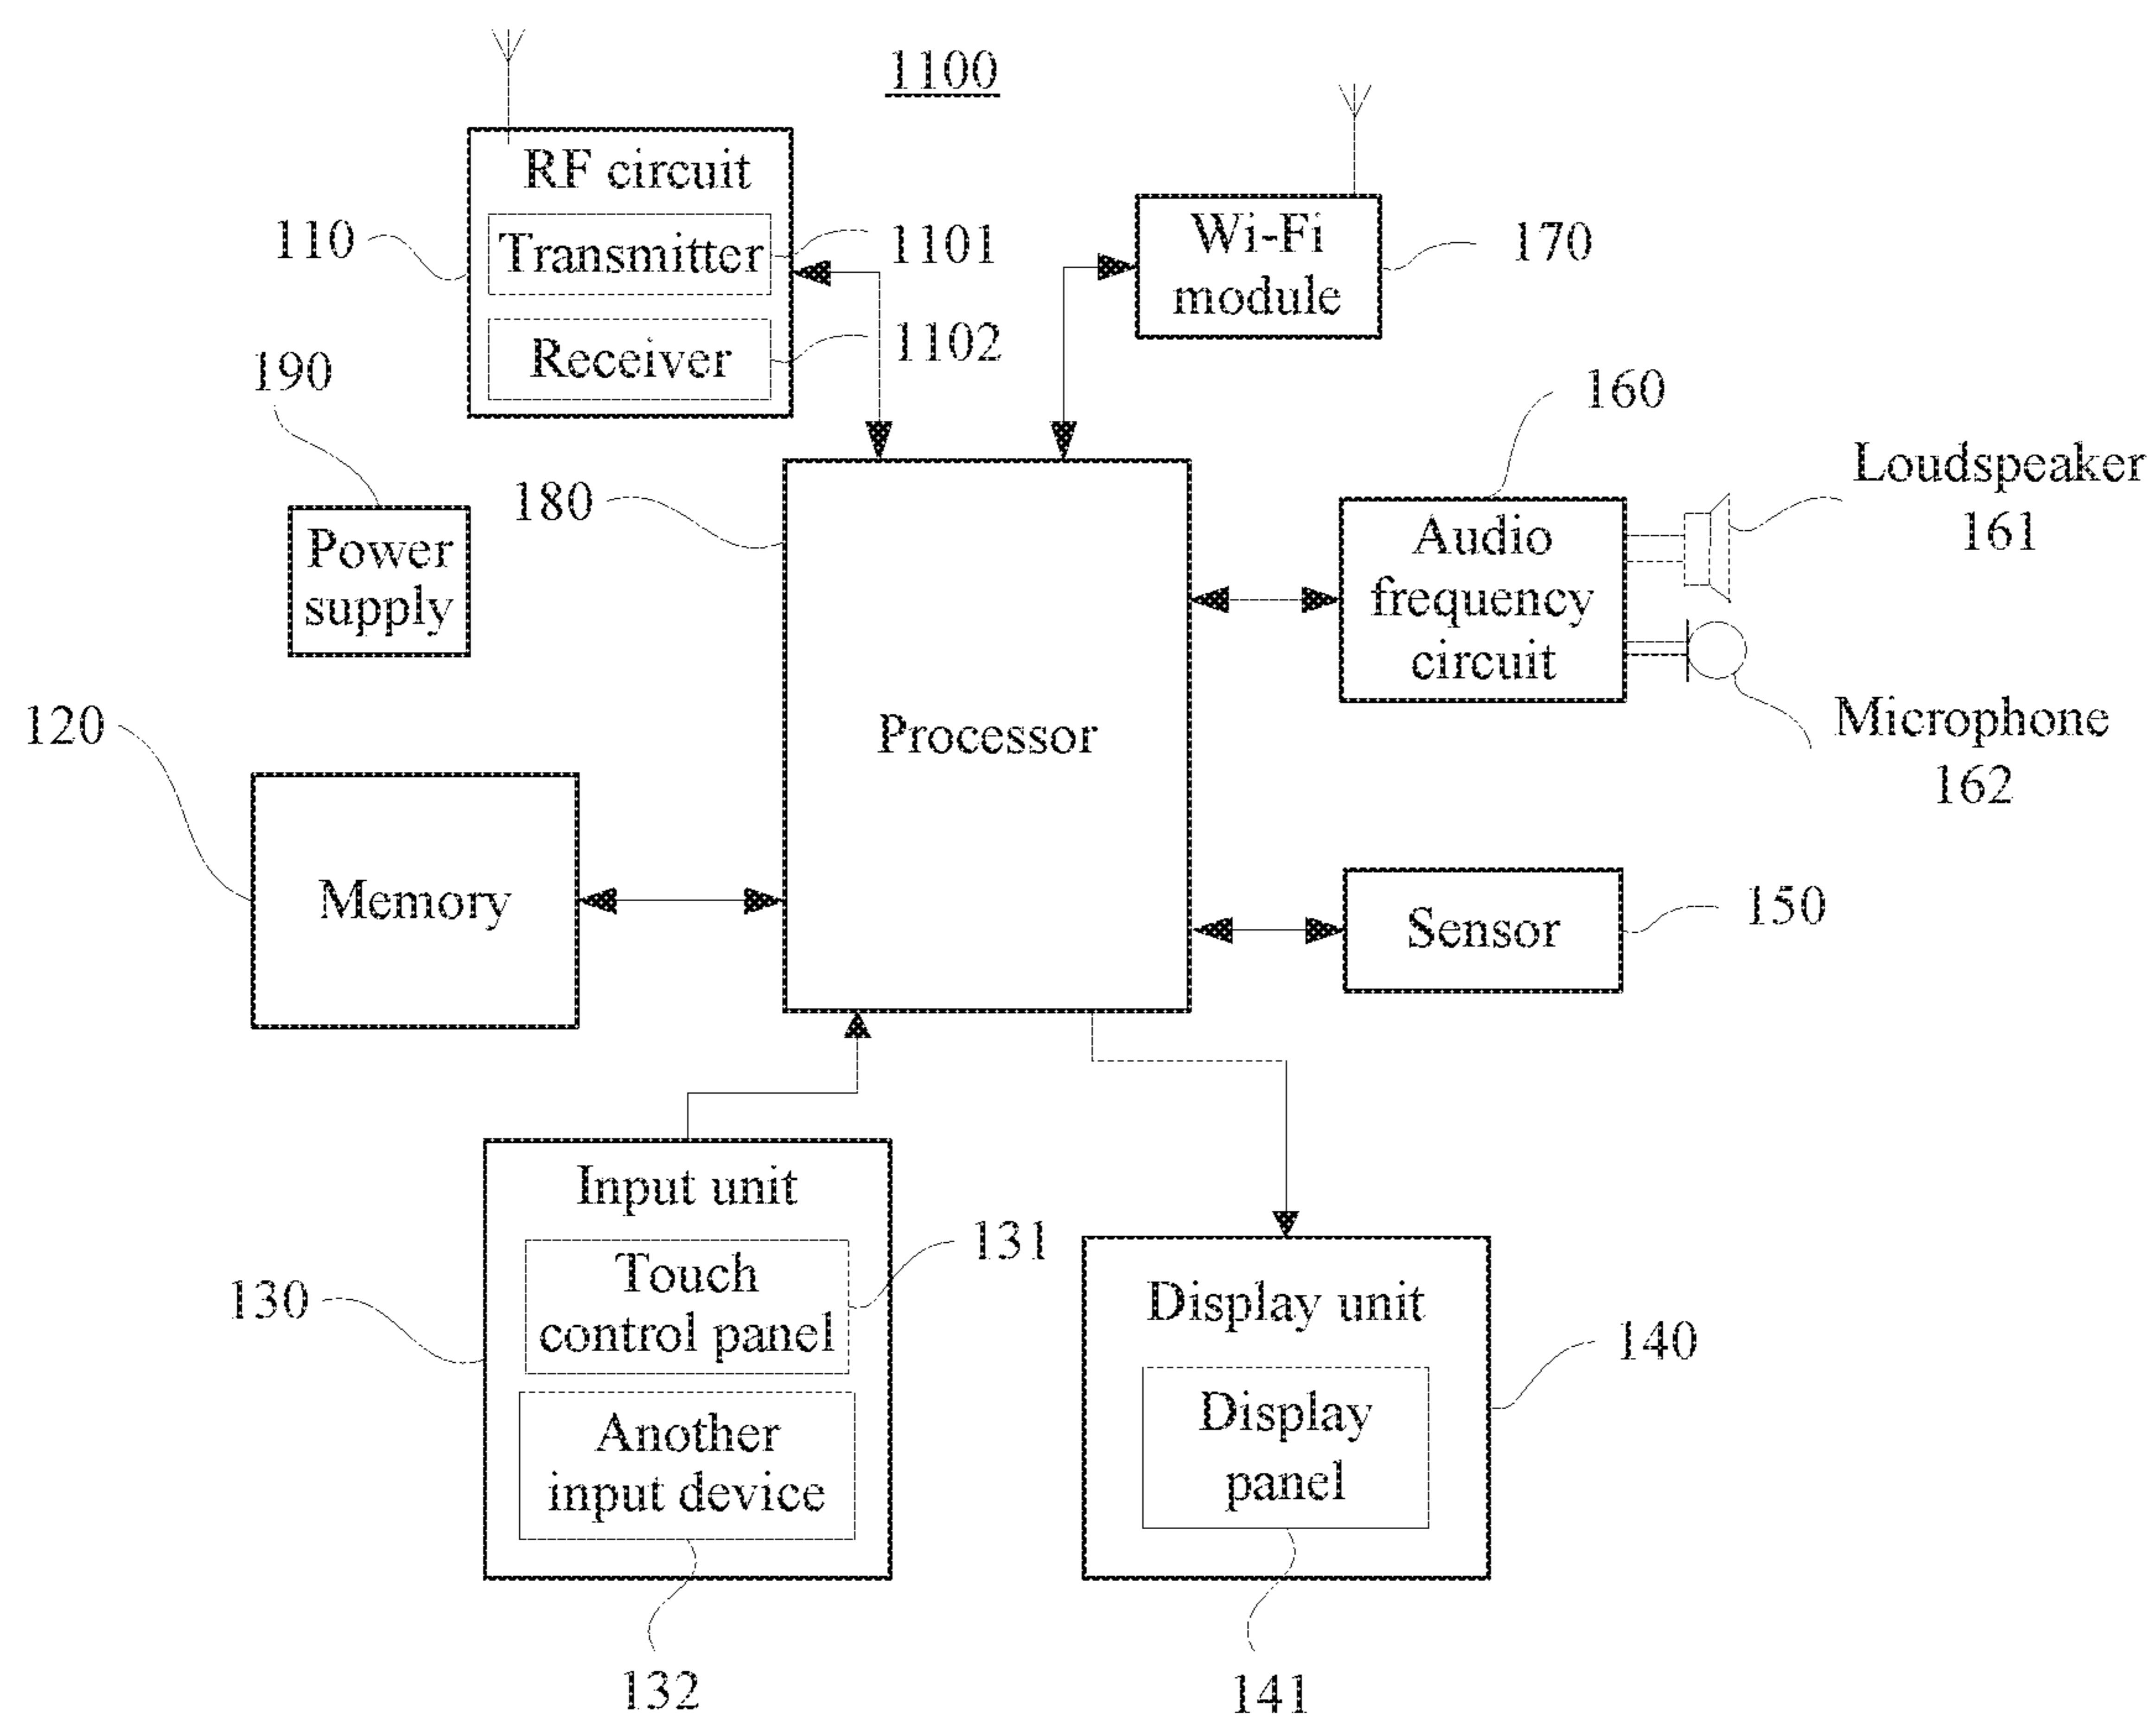 1100
RF circuit
Transmitter
Receiver
110
1101
1102
Wi-Fi
module
170
190
Power
supply
180
Processor
160
Audio
frequency
circuit
Loudspeaker
161
Microphone
162
120
Memory
Sensor
150
Input unit
Touch
control panel
131
130
Another
input device
132
Display unit
Display
panel
140
141